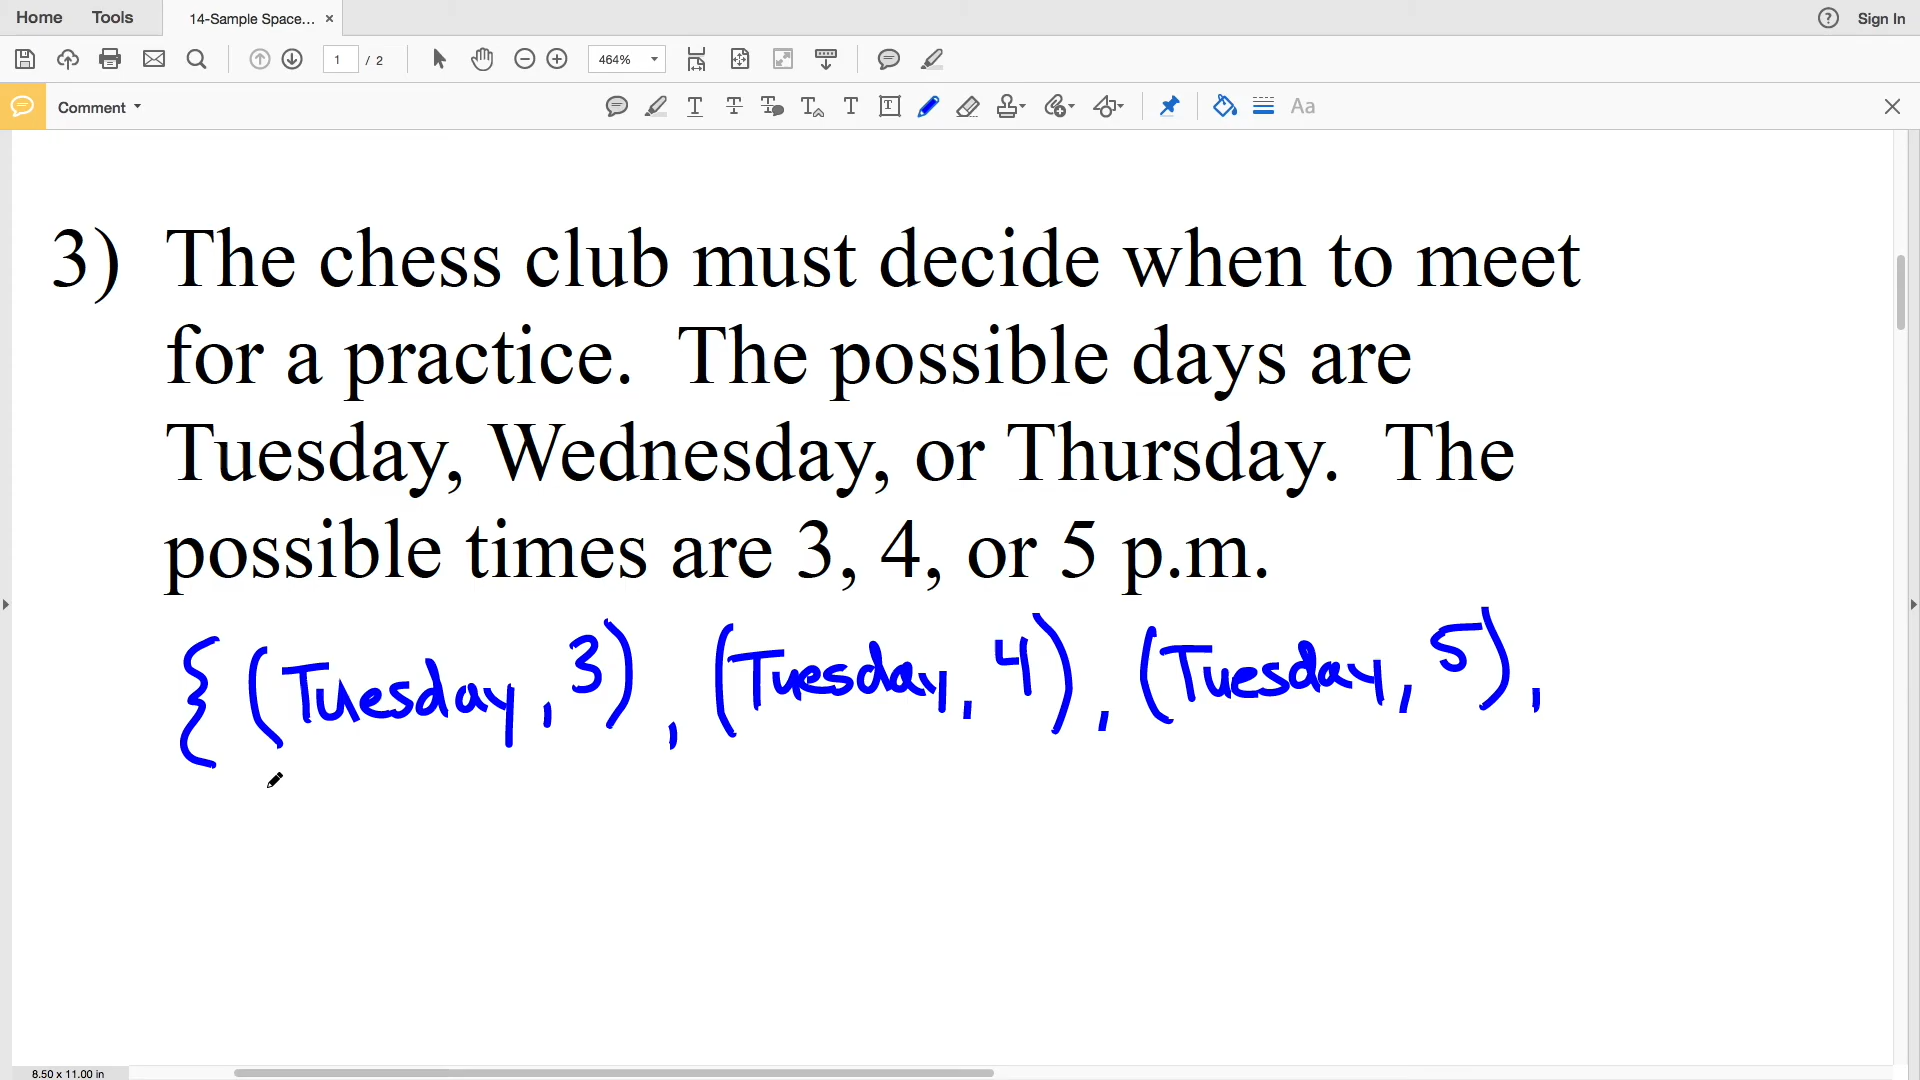 Home Tools 14-Sample Space... × ? Sign In
1 / 2 464%
Comment T T T T T T Aa
3) The chess club must decide when to meet
for a practice. The possible days are
Tuesday, Wednesday, or Thursday. The
possible times are 3, 4, or 5 p.m.
{ (Tuesday, 3), (Tuesday, 4), (Tuesday, 5),
8.50 x 11.00 in